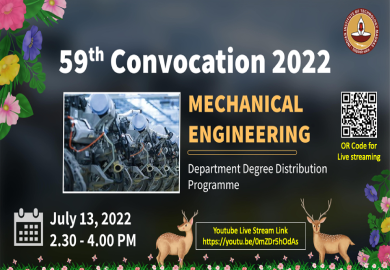 59th Convocation 2022
MECHANICAL
ENGINEERING
Department Degree Distribution
Programme
QR Code for
Live streaming
July 13, 2022
2.30 - 4.00 PM
Youtube Live Stream Link
https://youtu.be/OmZDr5hOdAs